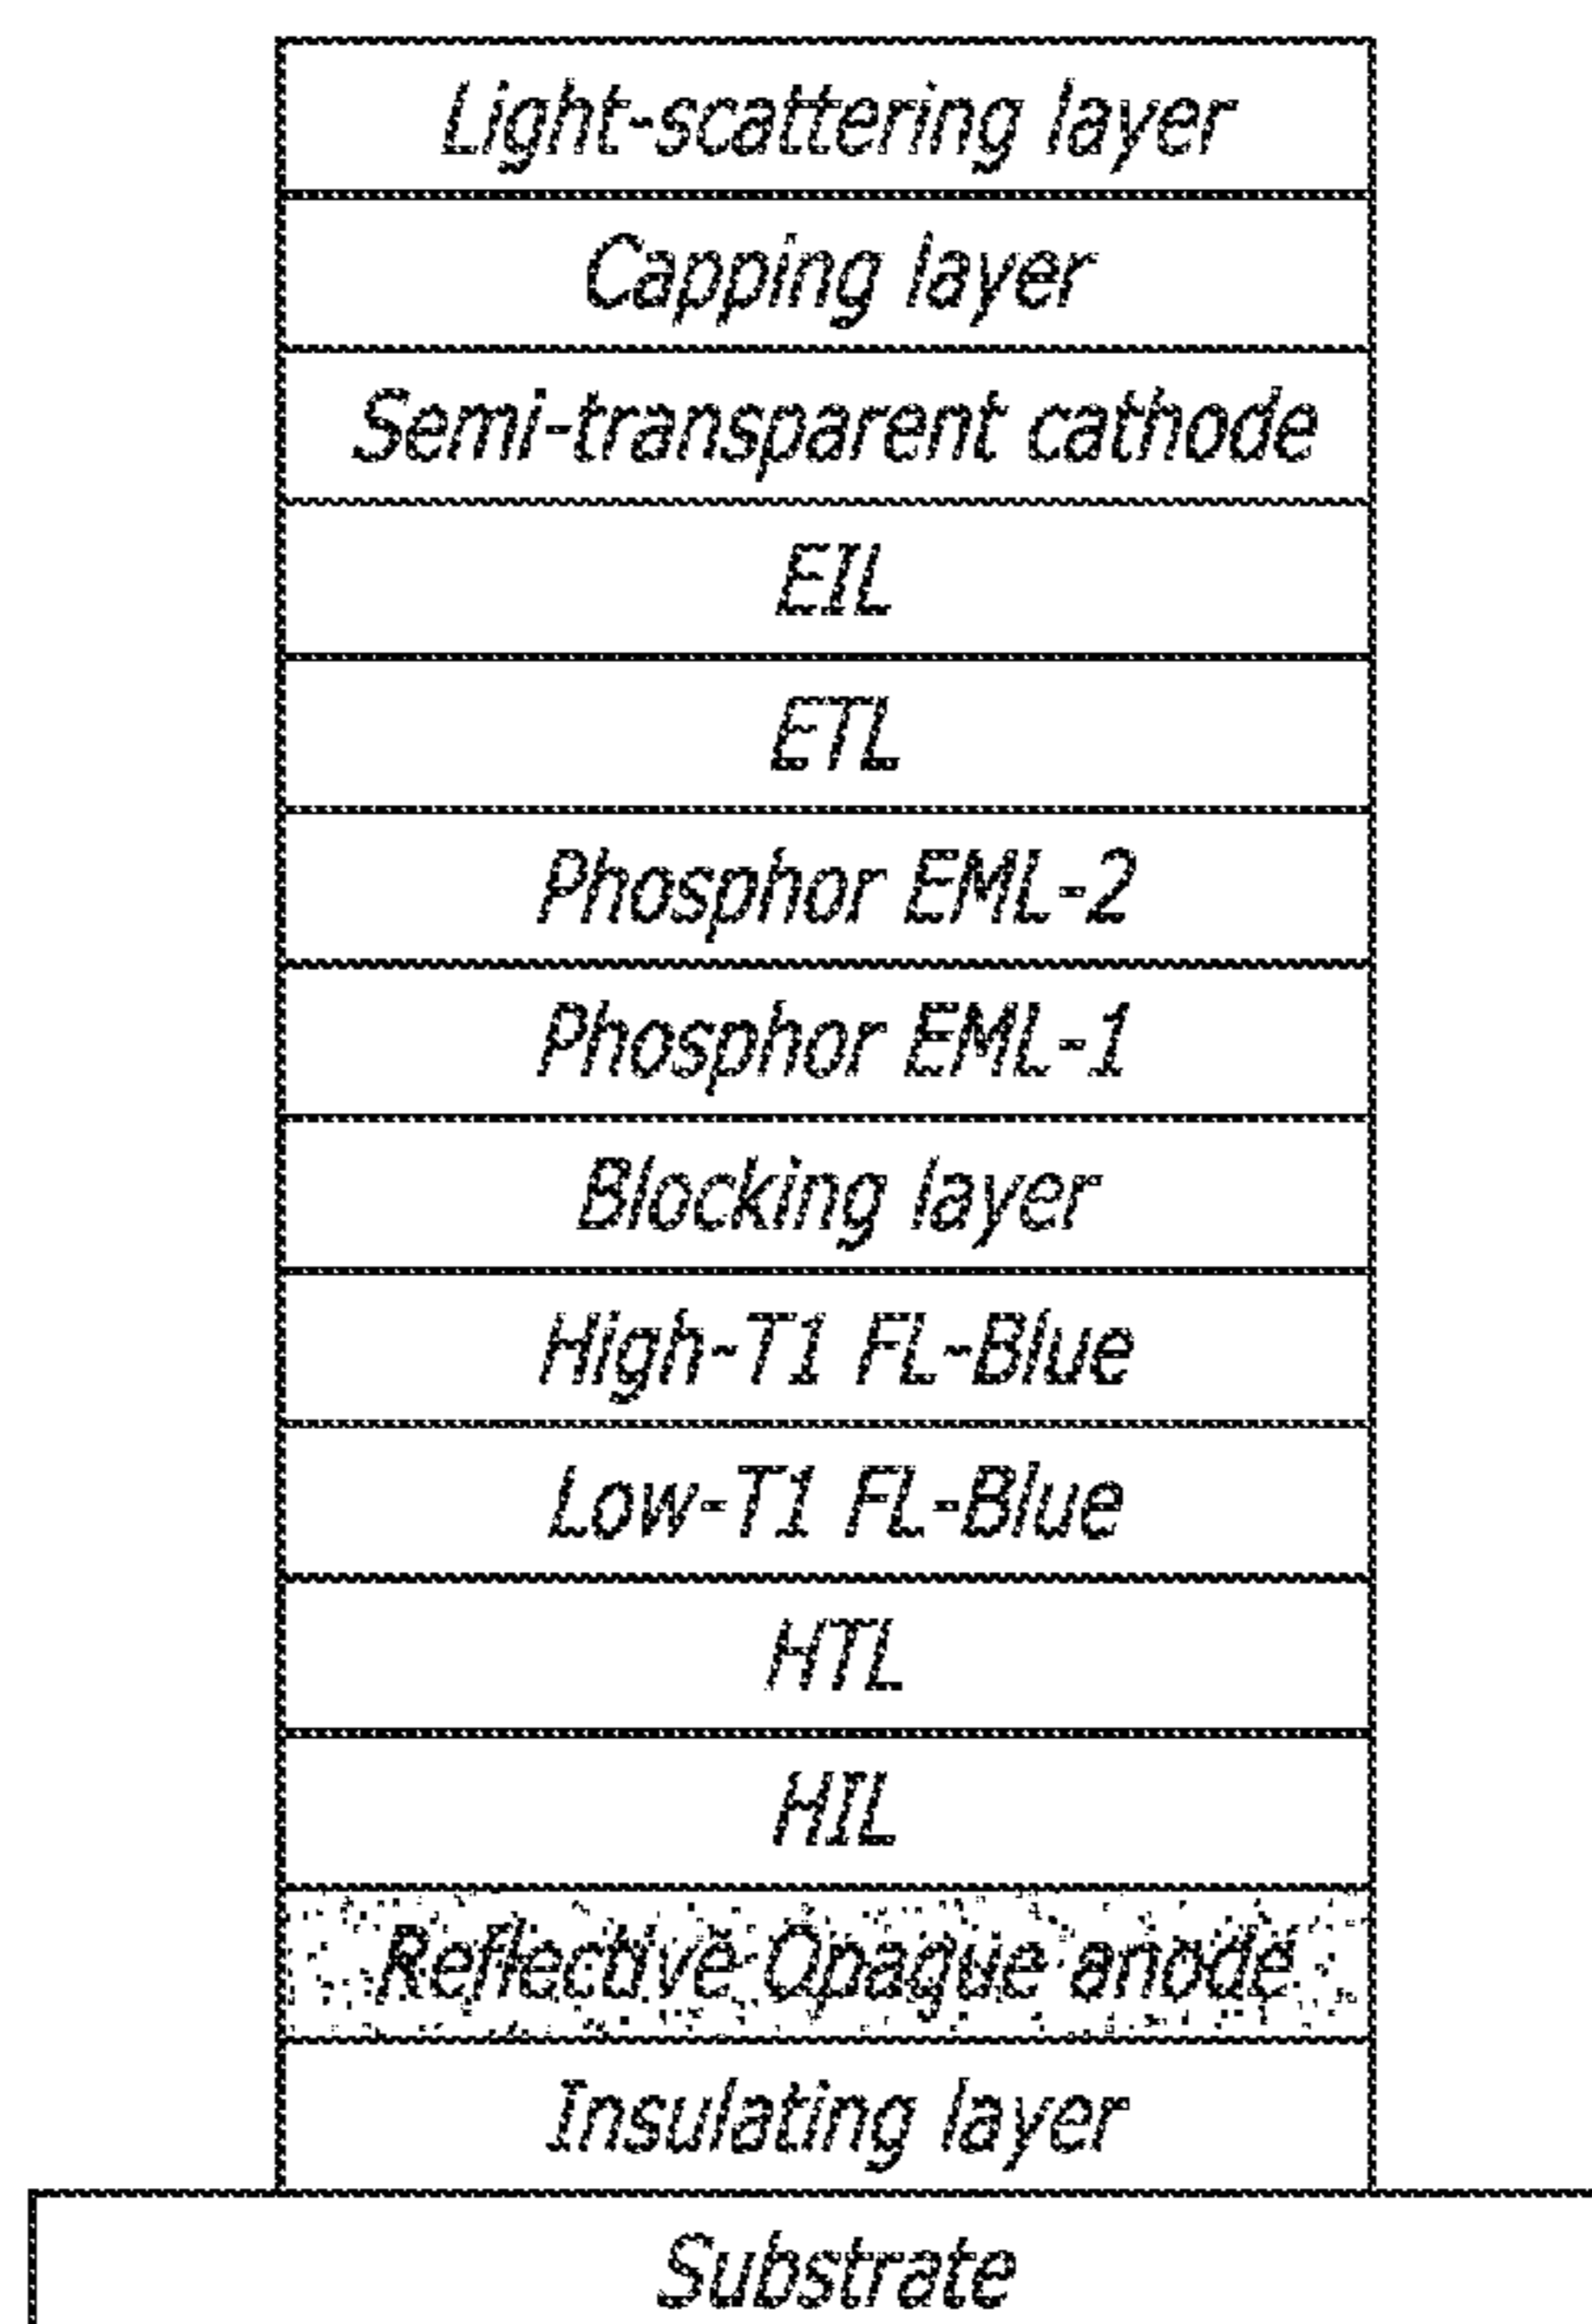 Light-scattering layer
Capping layer
Semi-transparent cathode
EIL
ETL
Phosphor EML-2
Phosphor EML-1
Blocking layer
High-T1 FL-Blue
Low-T1 FL-Blue
HTL
HIL
Reflective Opaque anode
Insulating layer
Substrate